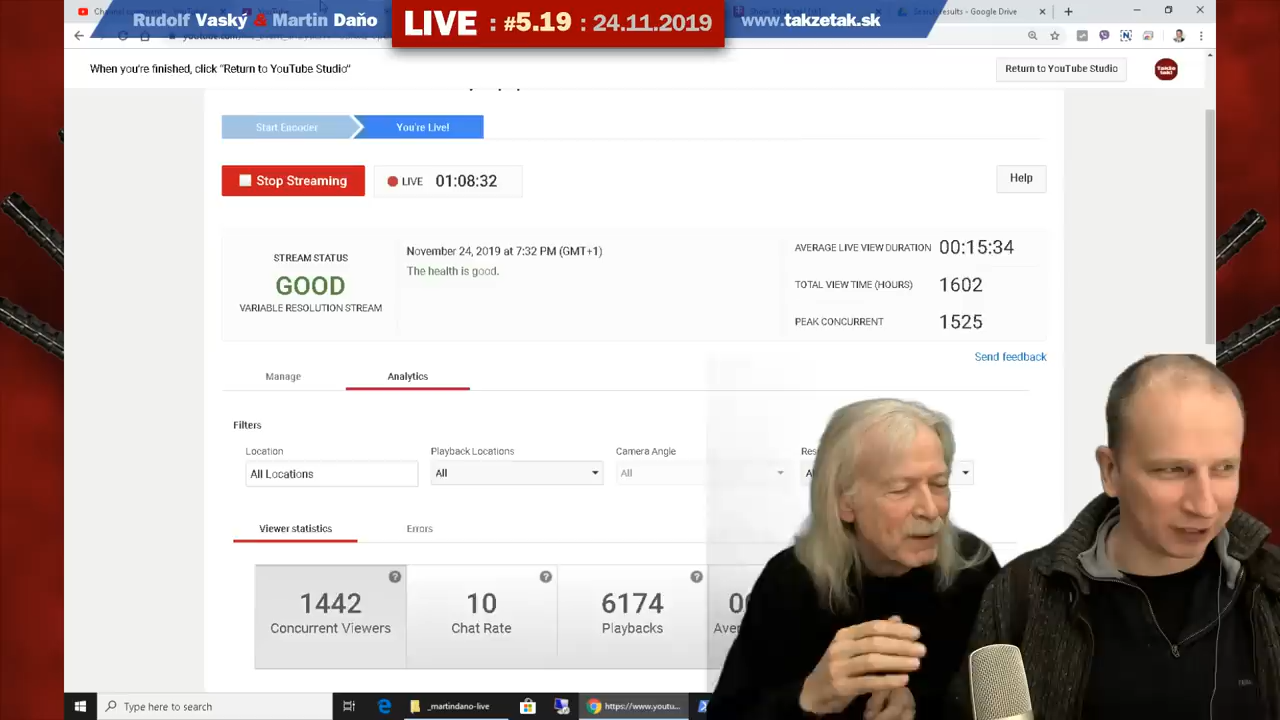 Rudolf Vaský & Martin Daňo
LIVE : #5.19 : 24.11.2019
www.takzetak.sk
results - Google Drive
When you're finished, click "Return to YouTube Studio"
Return to YouTube Studio
Start Encoder
You're Live!
Stop Streaming
LIVE 01:08:32
Help
STREAM STATUS
GOOD
VARIABLE RESOLUTION STREAM
November 24, 2019 at 7:32 PM (GMT+1)
The health is good.
AVERAGE LIVE VIEW DURATION 00:15:34
TOTAL VIEW TIME (HOURS) 1602
PEAK CONCURRENT 1525
Send feedback
Manage
Analytics
Filters
Location
Playback Locations
Camera Angle
All Locations
All
All
Viewer statistics
Errors
1442
Concurrent Viewers
10
Chat Rate
6174
Playbacks
Type here to search
_martindano-live
https://www.youtu...